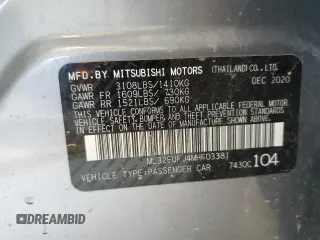 MFD.BY MITSUBISHI MOTORS (THAILAND) CO.,LTD.
GVWR 3108LBS/1410KG DEC 2020
GAWR FR 1609LBS/ 730KG
GAWR RR 1521LBS/ 690KG
THIS VEHICLE CONFORMS TO ALL APPLICABLE
FEDERAL MOTOR VEHICLE SAFETY, BUMPER,
AND THEFT PREVENTION STANDARDS IN EFFECT
ON THE DATE OF MANUFACTURE SHOWN ABOVE.
ML32FUFJ4MHF03381
VEHICLE TYPE:PASSENGER CAR 7430C 104
AUTOBIDMASTER